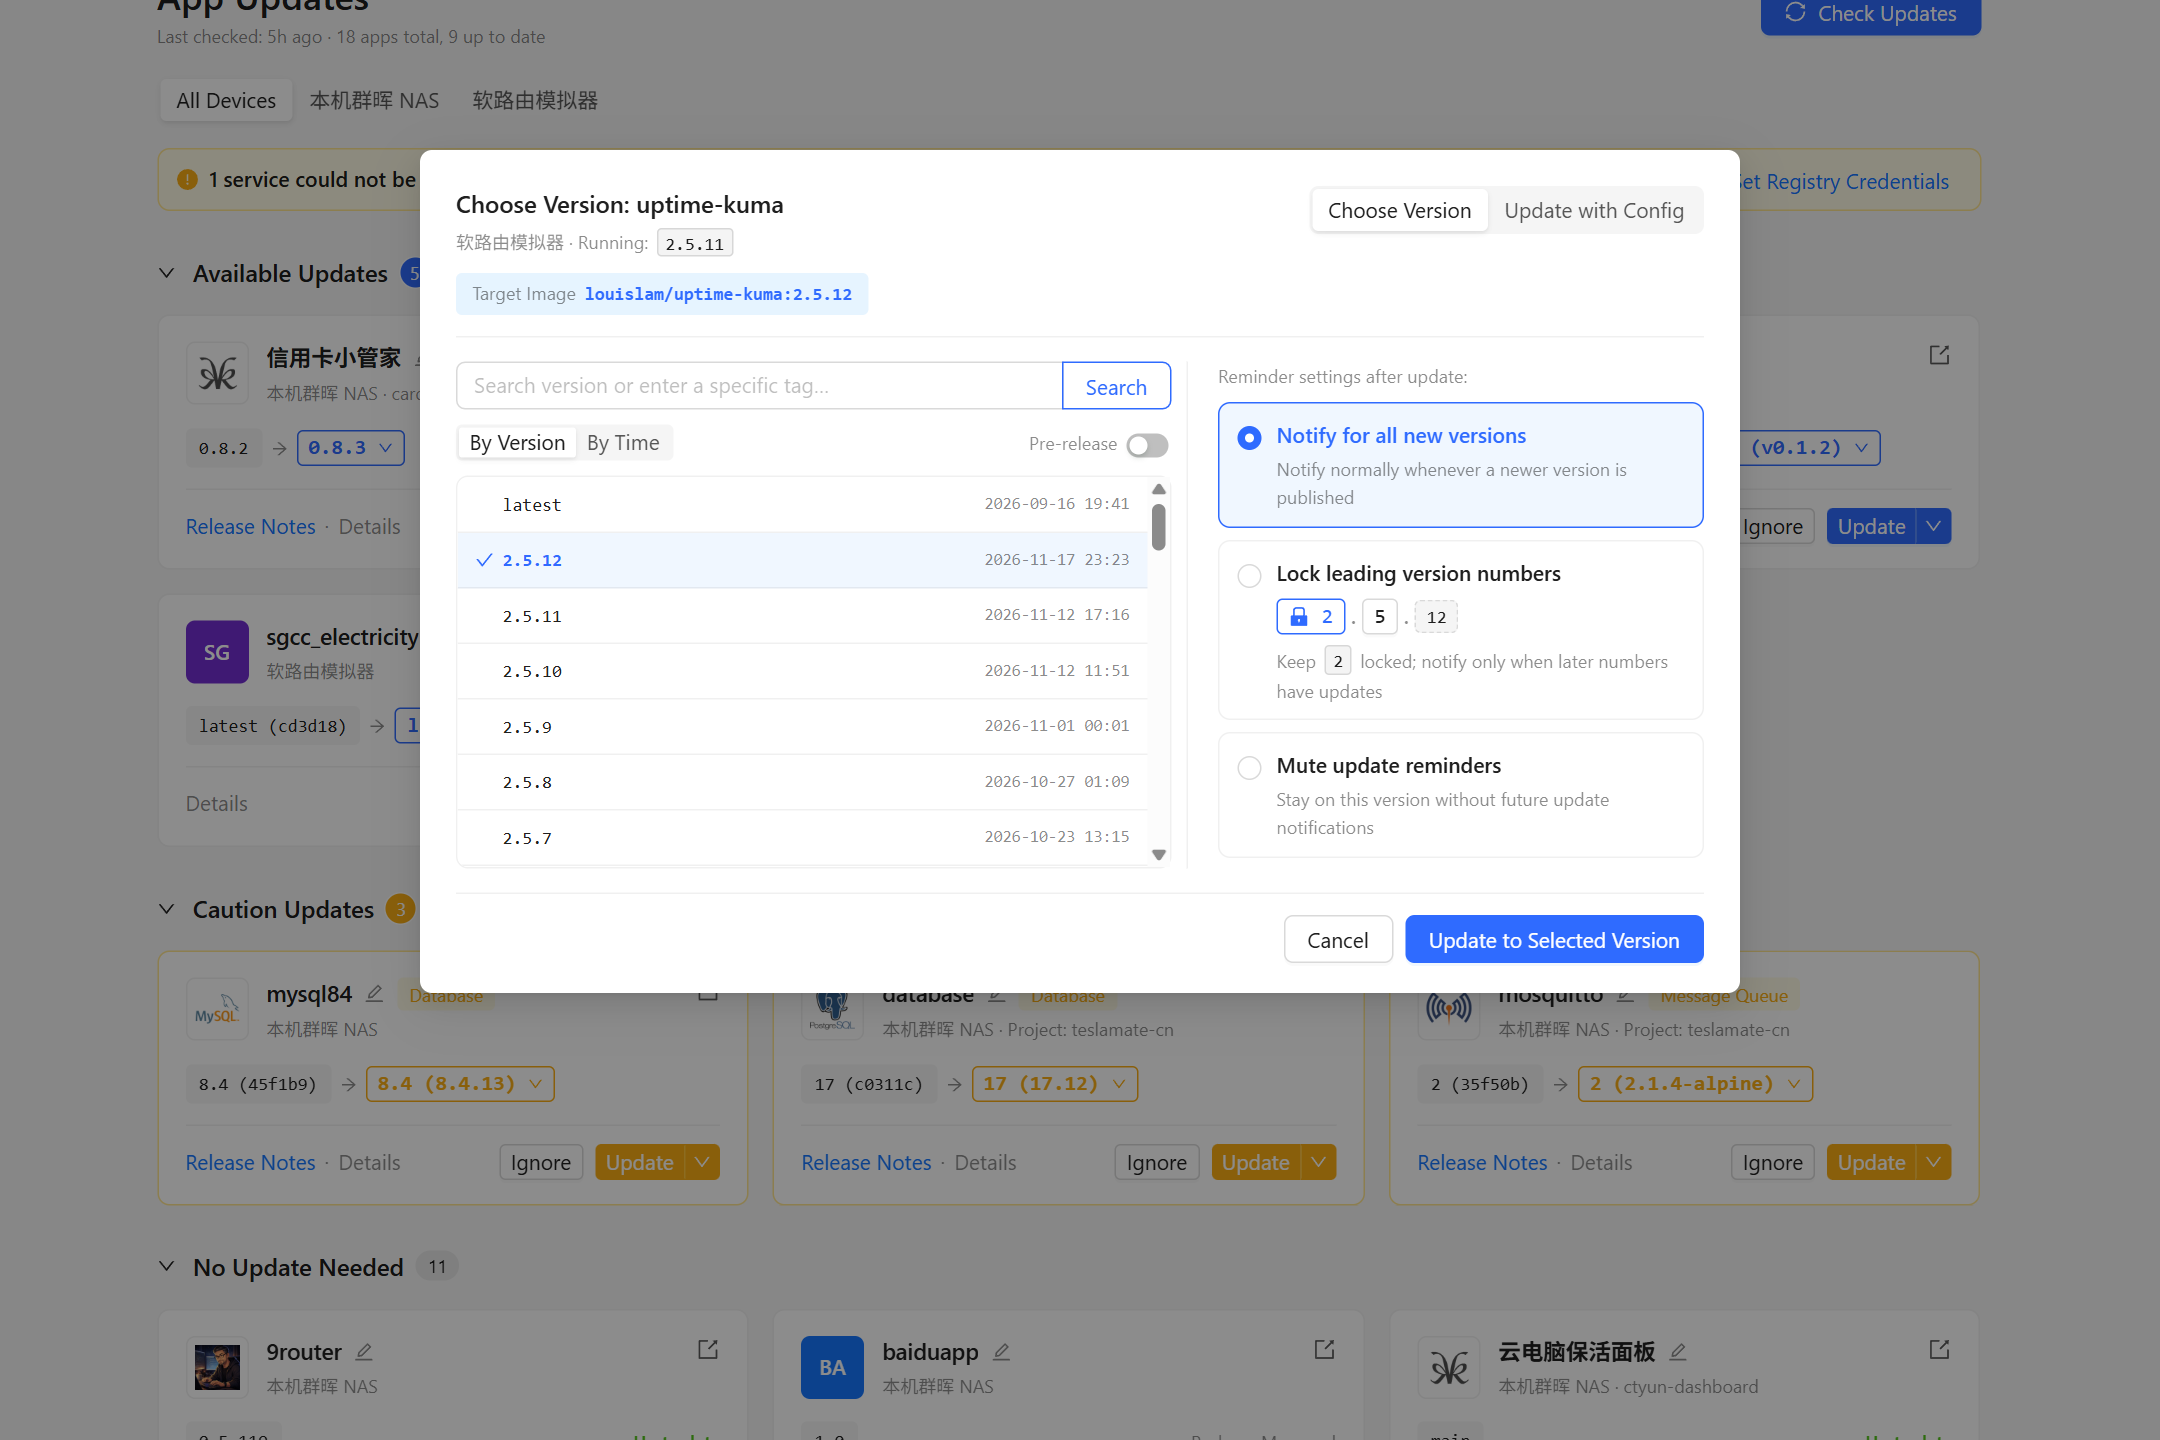 App Updates
Last checked: 5h ago · 18 apps total, 9 up to date
Check Updates
All Devices
本机群晖 NAS
软路由模拟器
1 service could not be
Set Registry Credentials
Available Updates 5
信用卡小管家
本机群晖 NAS · card
0.8.2 → 0.8.3
Release Notes · Details
(v0.1.2)
Ignore
Update
SG
sgcc_electricity
软路由模拟器
latest (cd3d18) → l
Details
Choose Version: uptime-kuma
软路由模拟器 · Running: 2.5.11
Choose Version
Update with Config
Target Image louislam/uptime-kuma:2.5.12
Search version or enter a specific tag...
Search
By Version
By Time
Pre-release
latest 2026-09-16 19:41
2.5.12 2026-11-17 23:23
2.5.11 2026-11-12 17:16
2.5.10 2026-11-12 11:51
2.5.9 2026-11-01 00:01
2.5.8 2026-10-27 01:09
2.5.7 2026-10-23 13:15
Reminder settings after update:
Notify for all new versions
Notify normally whenever a newer version is
published
Lock leading version numbers
2 . 5 . 12
Keep 2 locked; notify only when later numbers
have updates
Mute update reminders
Stay on this version without future update
notifications
Cancel
Update to Selected Version
Caution Updates 3
MySQL.
mysql84
Database
本机群晖 NAS
8.4 (45f1b9) → 8.4 (8.4.13)
Release Notes · Details
Ignore
Update
PostgreSQL
database
Database
本机群晖 NAS · Project: teslamate-cn
17 (c0311c) → 17 (17.12)
Release Notes · Details
Ignore
Update
mosquitto
Message Queue
本机群晖 NAS · Project: teslamate-cn
2 (35f50b) → 2 (2.1.4-alpine)
Release Notes · Details
Ignore
Update
No Update Needed 11
9router
本机群晖 NAS
BA
baiduapp
本机群晖 NAS
云电脑保活面板
本机群晖 NAS · ctyun-dashboard
main